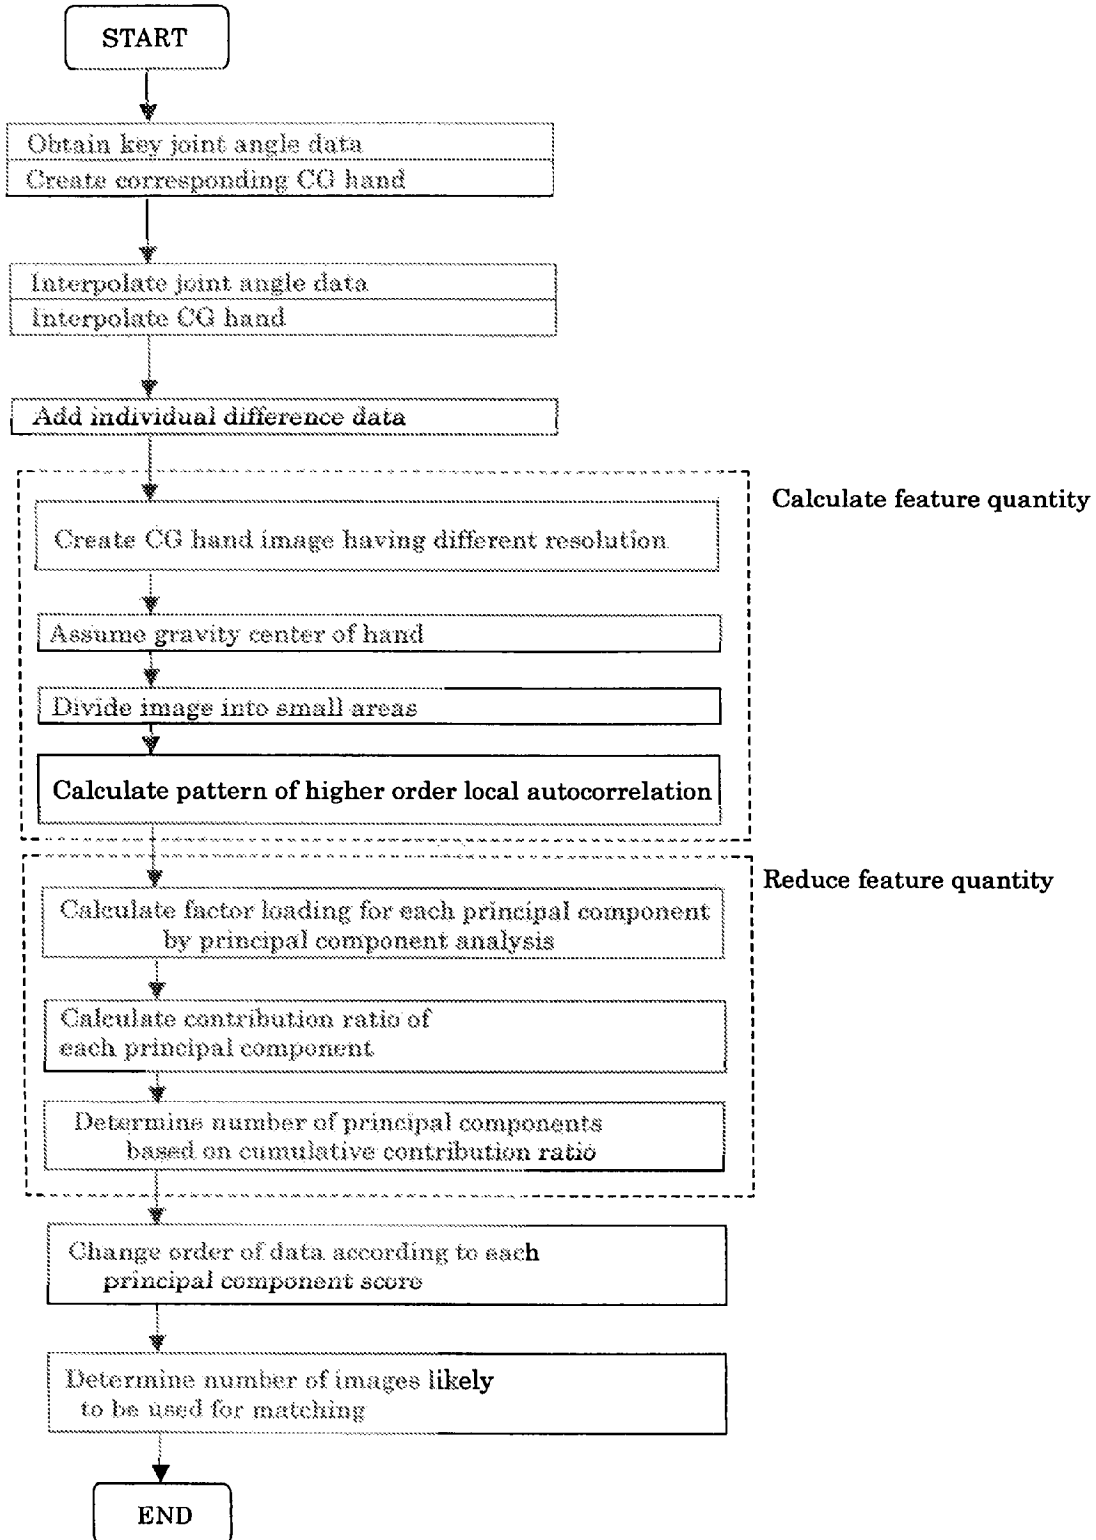 START
Obtain key joint angle data
Create corresponding CG hand
Interpolate joint angle data
Interpolate CG hand
Add individual difference data
Calculate feature quantity
Create CG hand image having different resolution
Assume gravity center of hand
Divide image into small areas
Calculate pattern of higher order local autocorrelation
Reduce feature quantity
Calculate factor loading for each principal component
by principal component analysis
Calculate contribution ratio of
each principal component
Determine number of principal components
based on cumulative contribution ratio
Change order of data according to each
principal component score
Determine number of images likely
to be used for matching
END